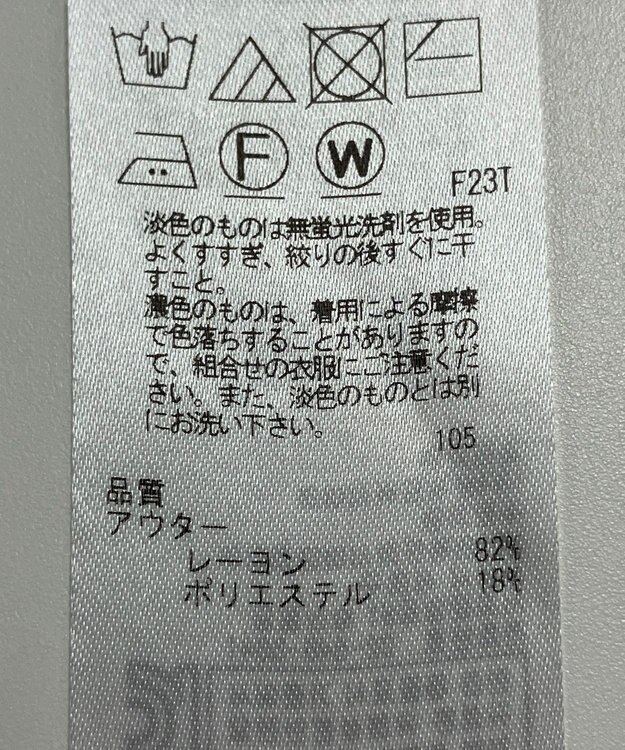 F W
F23T
淡色のものは無蛍光洗剤を使用。
よくすすぎ、絞りの後すぐに干
すこと。
濃色のものは、着用による摩擦
で色落ちすることがありますの
で、組合せの衣服にご注意くだ
さい。また、淡色のものとは別
にお洗い下さい。
105
品質
アウター
レーヨン 82%
ポリエステル 18%